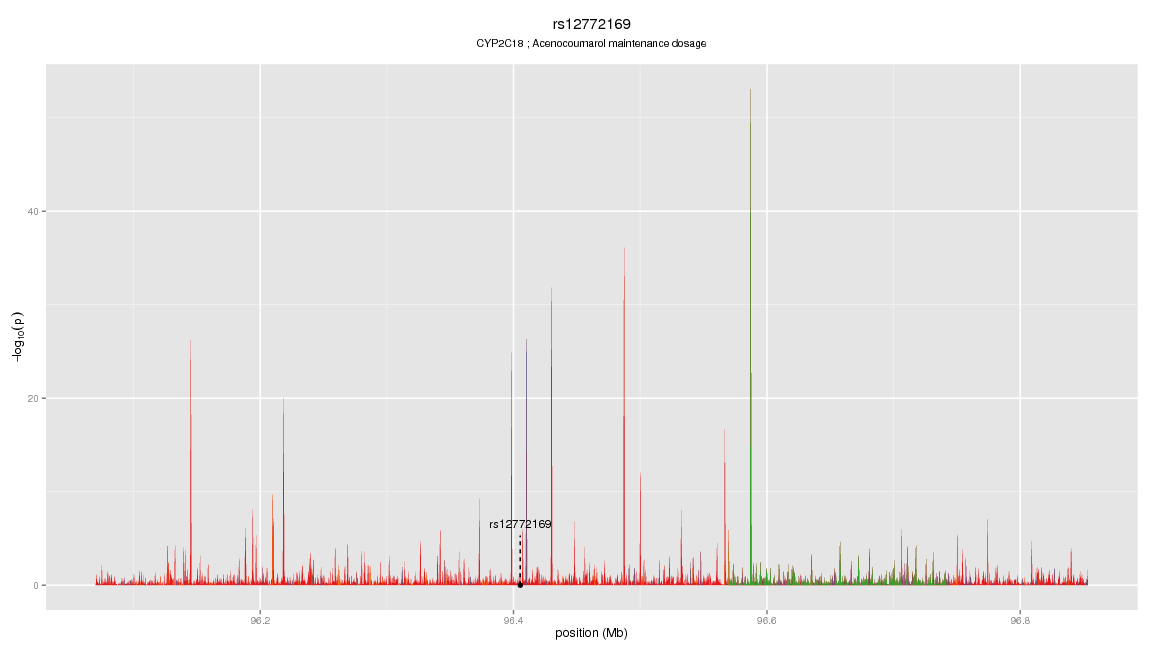 rs12772169
CYP2C18 ; Acenocoumarol maintenance dosage
−log10(p)
40
20
0
rs12772169
96.2
96.4
96.6
96.8
position (Mb)